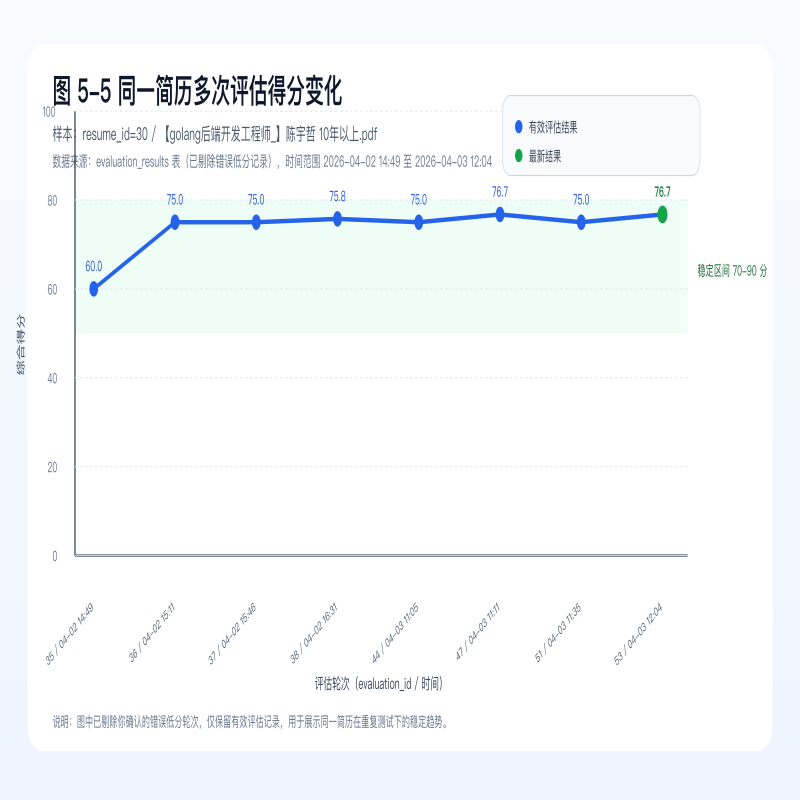 图 5-5 同一简历多次评估得分变化
样本：resume_id=30 / 【golang后端开发工程师_】陈宇哲 10年以上.pdf
数据来源：evaluation_results 表（已剔除错误低分记录），时间范围 2026-04-02 14:49 至 2026-04-03 12:04
有效评估结果
最新结果
100
80
60
40
20
0
综合得分
60.0
75.0
75.0
75.8
75.0
76.7
75.0
76.7
稳定区间 70-90 分
35 / 04-02 14:49
36 / 04-02 15:11
37 / 04-02 15:46
38 / 04-02 16:31
44 / 04-03 11:05
47 / 04-03 11:11
51 / 04-03 11:35
53 / 04-03 12:04
评估轮次（evaluation_id / 时间）
说明：图中已剔除你确认的错误低分轮次，仅保留有效评估记录，用于展示同一简历在重复测试下的稳定趋势。